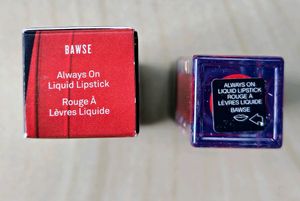 BAWSE
Always On
Liquid Lipstick
Rouge À
Lèvres Liquide
ALWAYS ON
LIQUID LIPSTICK
ROUGE À
LÈVRES LIQUIDE
BAWSE